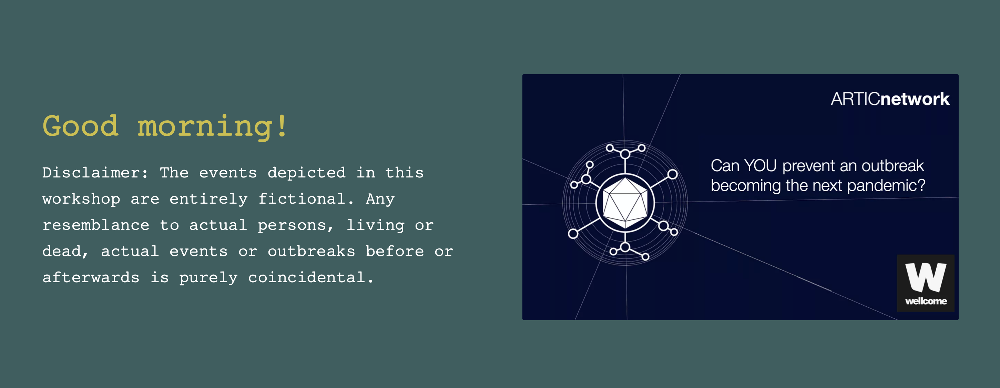 Good morning!
Disclaimer: The events depicted in this
workshop are entirely fictional. Any
resemblance to actual persons, living or
dead, actual events or outbreaks before or
afterwards is purely coincidental.
ARTICnetwork
Can YOU prevent an outbreak
becoming the next pandemic?
W
wellcome